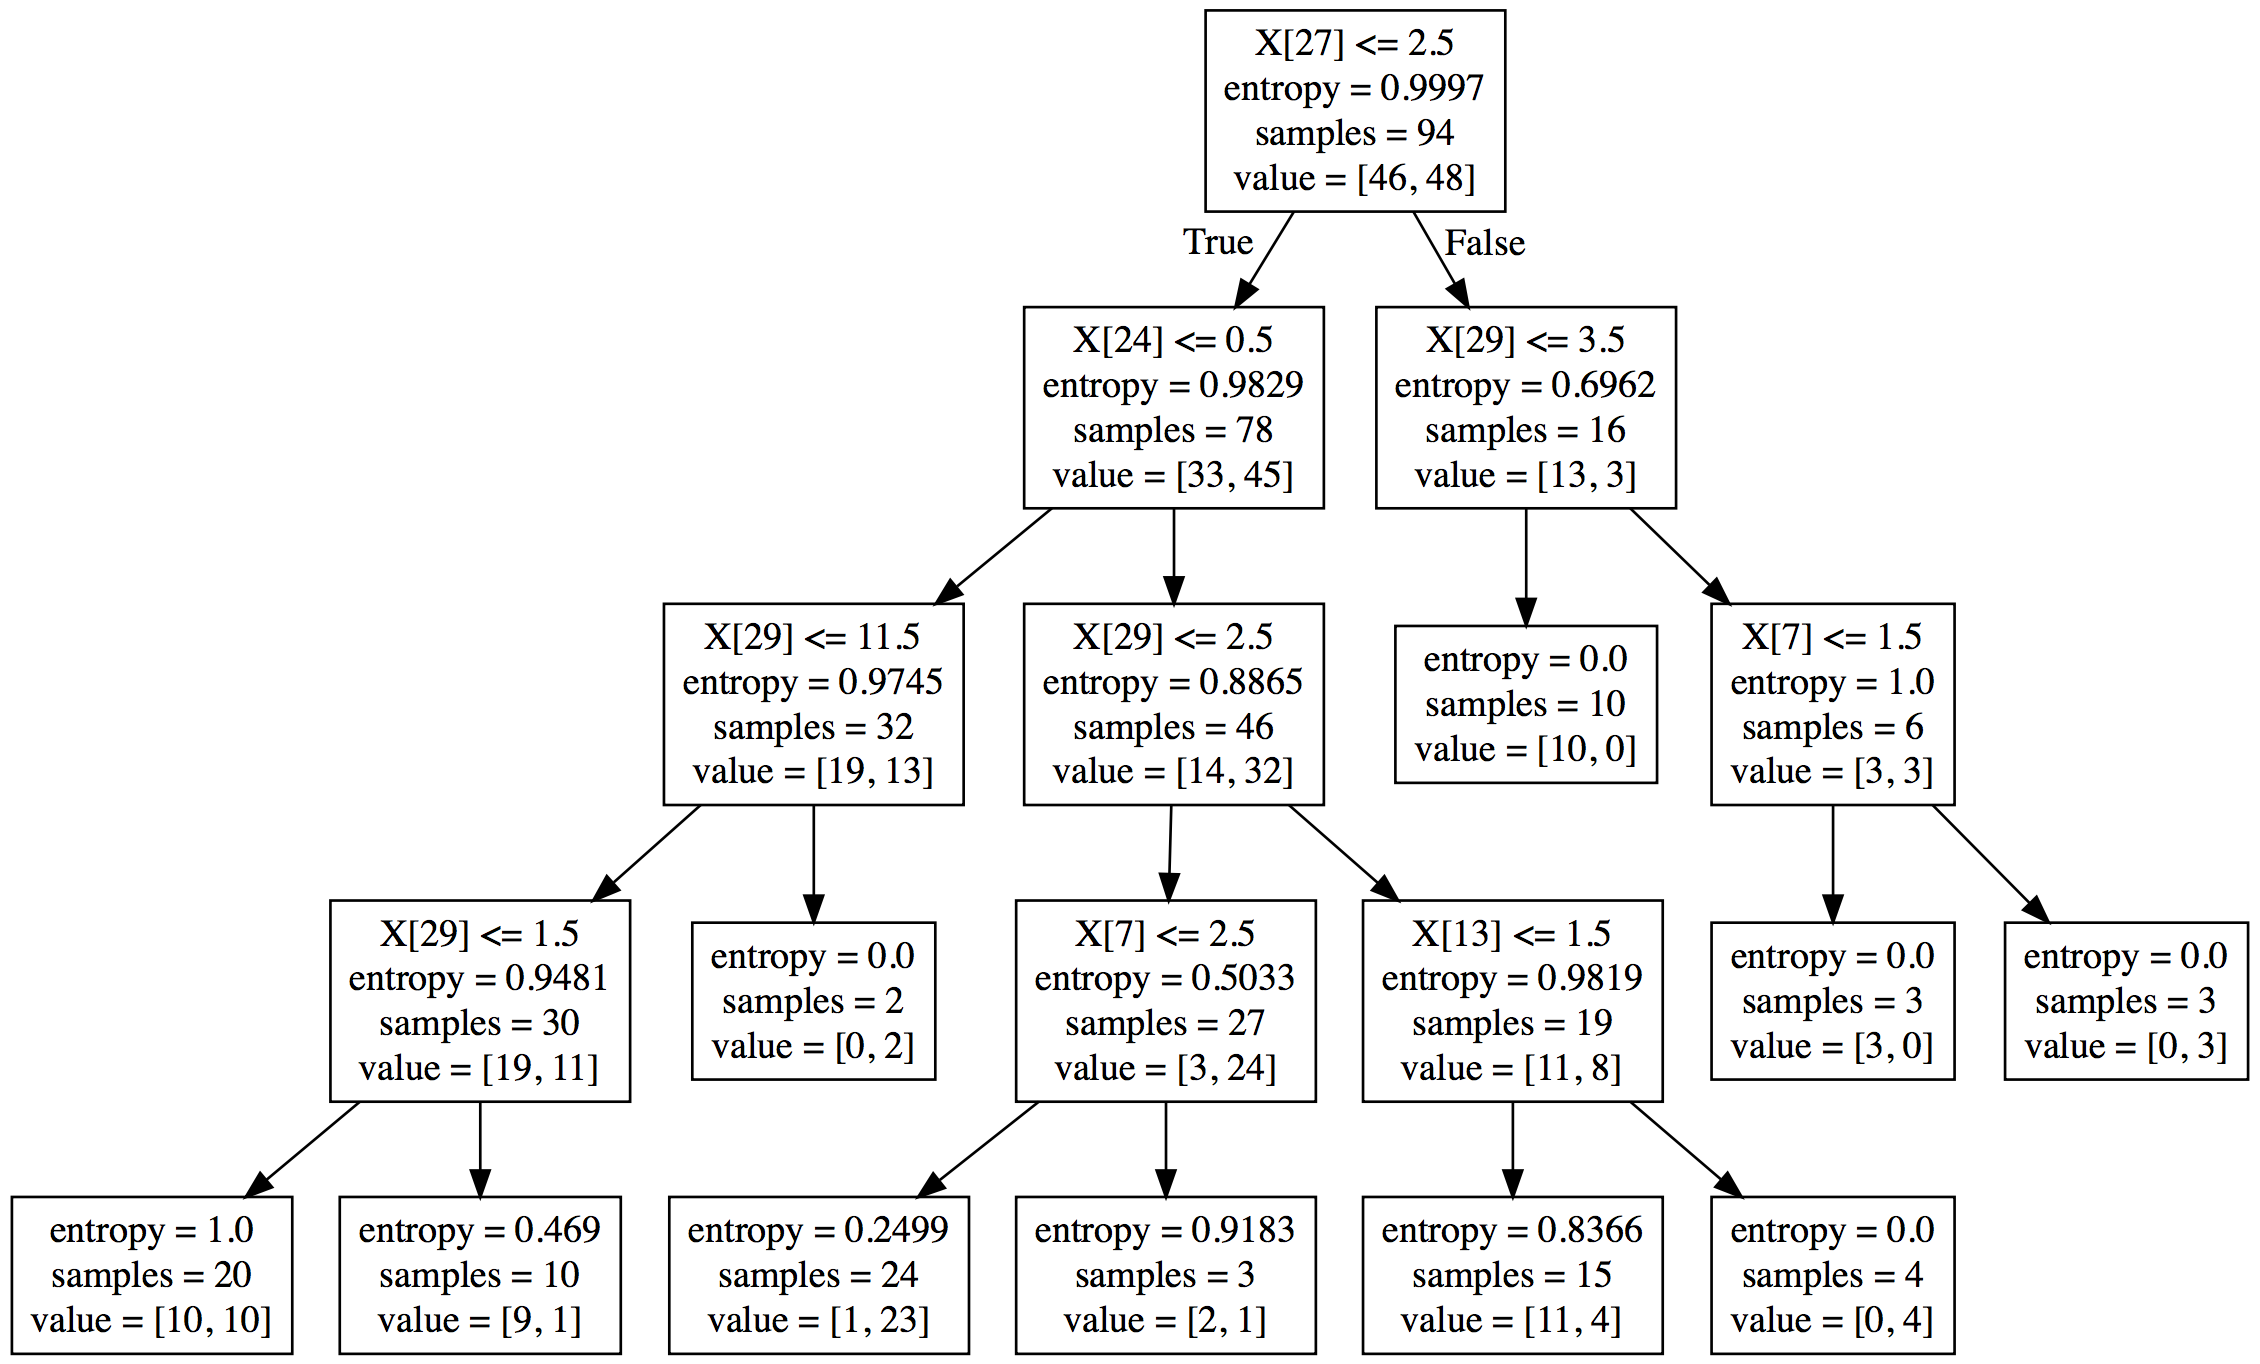 X[27] <= 2.5
entropy = 0.9997
samples = 94
value = [46, 48]
True
False
X[24] <= 0.5
entropy = 0.9829
samples = 78
value = [33, 45]
X[29] <= 3.5
entropy = 0.6962
samples = 16
value = [13, 3]
X[29] <= 11.5
entropy = 0.9745
samples = 32
value = [19, 13]
X[29] <= 2.5
entropy = 0.8865
samples = 46
value = [14, 32]
entropy = 0.0
samples = 10
value = [10, 0]
X[7] <= 1.5
entropy = 1.0
samples = 6
value = [3, 3]
X[29] <= 1.5
entropy = 0.9481
samples = 30
value = [19, 11]
entropy = 0.0
samples = 2
value = [0, 2]
X[7] <= 2.5
entropy = 0.5033
samples = 27
value = [3, 24]
X[13] <= 1.5
entropy = 0.9819
samples = 19
value = [11, 8]
entropy = 0.0
samples = 3
value = [3, 0]
entropy = 0.0
samples = 3
value = [0, 3]
entropy = 1.0
samples = 20
value = [10, 10]
entropy = 0.469
samples = 10
value = [9, 1]
entropy = 0.2499
samples = 24
value = [1, 23]
entropy = 0.9183
samples = 3
value = [2, 1]
entropy = 0.8366
samples = 15
value = [11, 4]
entropy = 0.0
samples = 4
value = [0, 4]